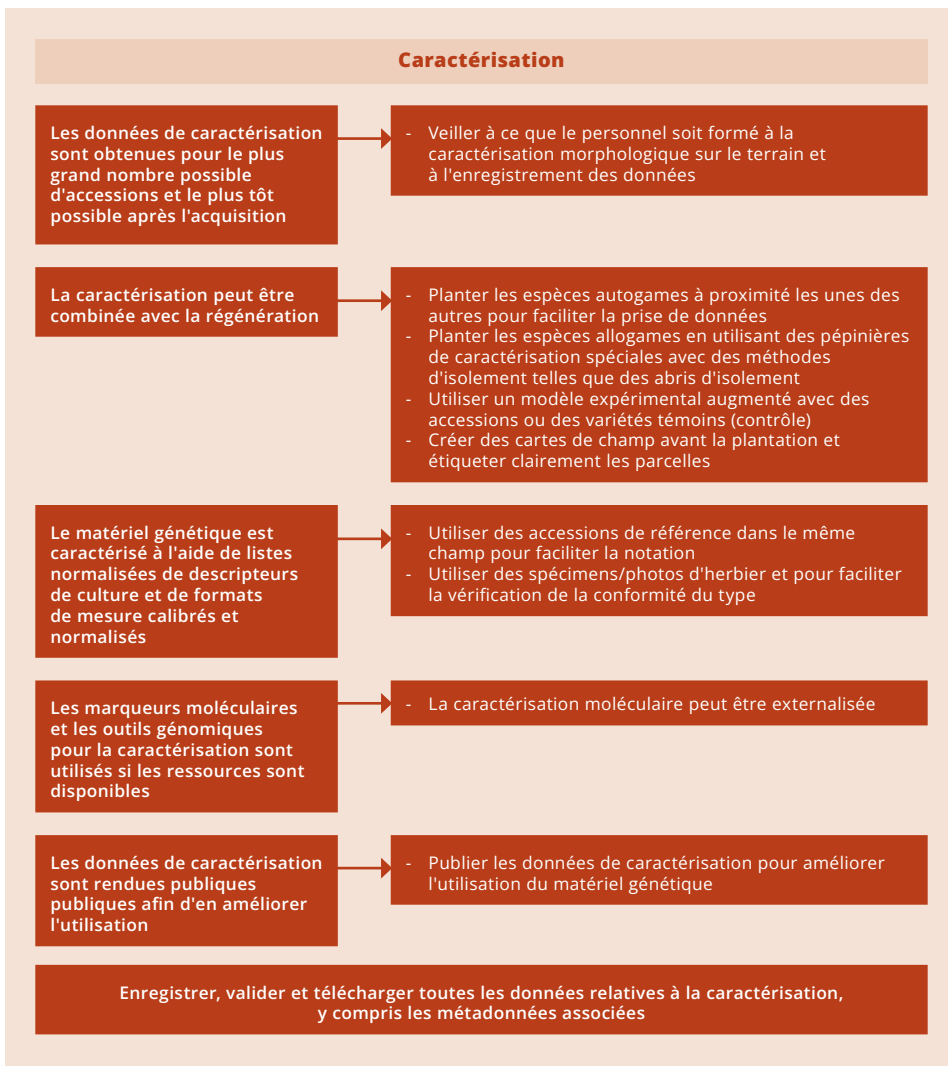 Caractérisation
Les données de caractérisation
sont obtenues pour le plus
grand nombre possible
d'accessions et le plus tôt
possible après l'acquisition
- Veiller à ce que le personnel soit formé à la
caractérisation morphologique sur le terrain et
à l'enregistrement des données
La caractérisation peut être
combinée avec la régénération
- Planter les espèces autogames à proximité les unes des
autres pour faciliter la prise de données
- Planter les espèces allogames en utilisant des pépinières
de caractérisation spéciales avec des méthodes
d'isolement telles que des abris d'isolement
- Utiliser un modèle expérimental augmenté avec des
accessions ou des variétés témoins (contrôle)
- Créer des cartes de champ avant la plantation et
étiqueter clairement les parcelles
Le matériel génétique est
caractérisé à l'aide de listes
normalisées de descripteurs
de culture et de formats
de mesure calibrés et
normalisés
- Utiliser des accessions de référence dans le même
champ pour faciliter la notation
- Utiliser des spécimens/photos d'herbier et pour faciliter
la vérification de la conformité du type
Les marqueurs moléculaires
et les outils génomiques
pour la caractérisation sont
utilisés si les ressources sont
disponibles
- La caractérisation moléculaire peut être externalisée
Les données de caractérisation
sont rendues publiques
publiques afin d'en améliorer
l'utilisation
- Publier les données de caractérisation pour améliorer
l'utilisation du matériel génétique
Enregistrer, valider et télécharger toutes les données relatives à la caractérisation,
y compris les métadonnées associées